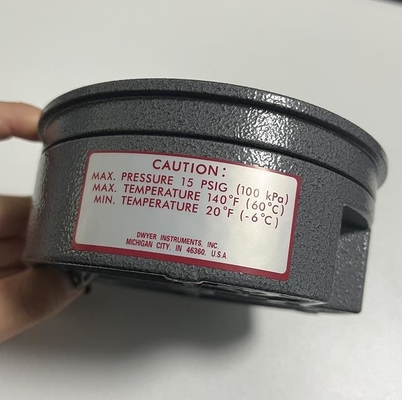 CAUTION:
MAX. PRESSURE 15 PSIG (100 kPa)
MAX. TEMPERATURE 140°F (60°C)
MIN. TEMPERATURE 20°F (-6°C)
DWYER INSTRUMENTS, INC.
MICHIGAN CITY, IN 46360. U.S.A